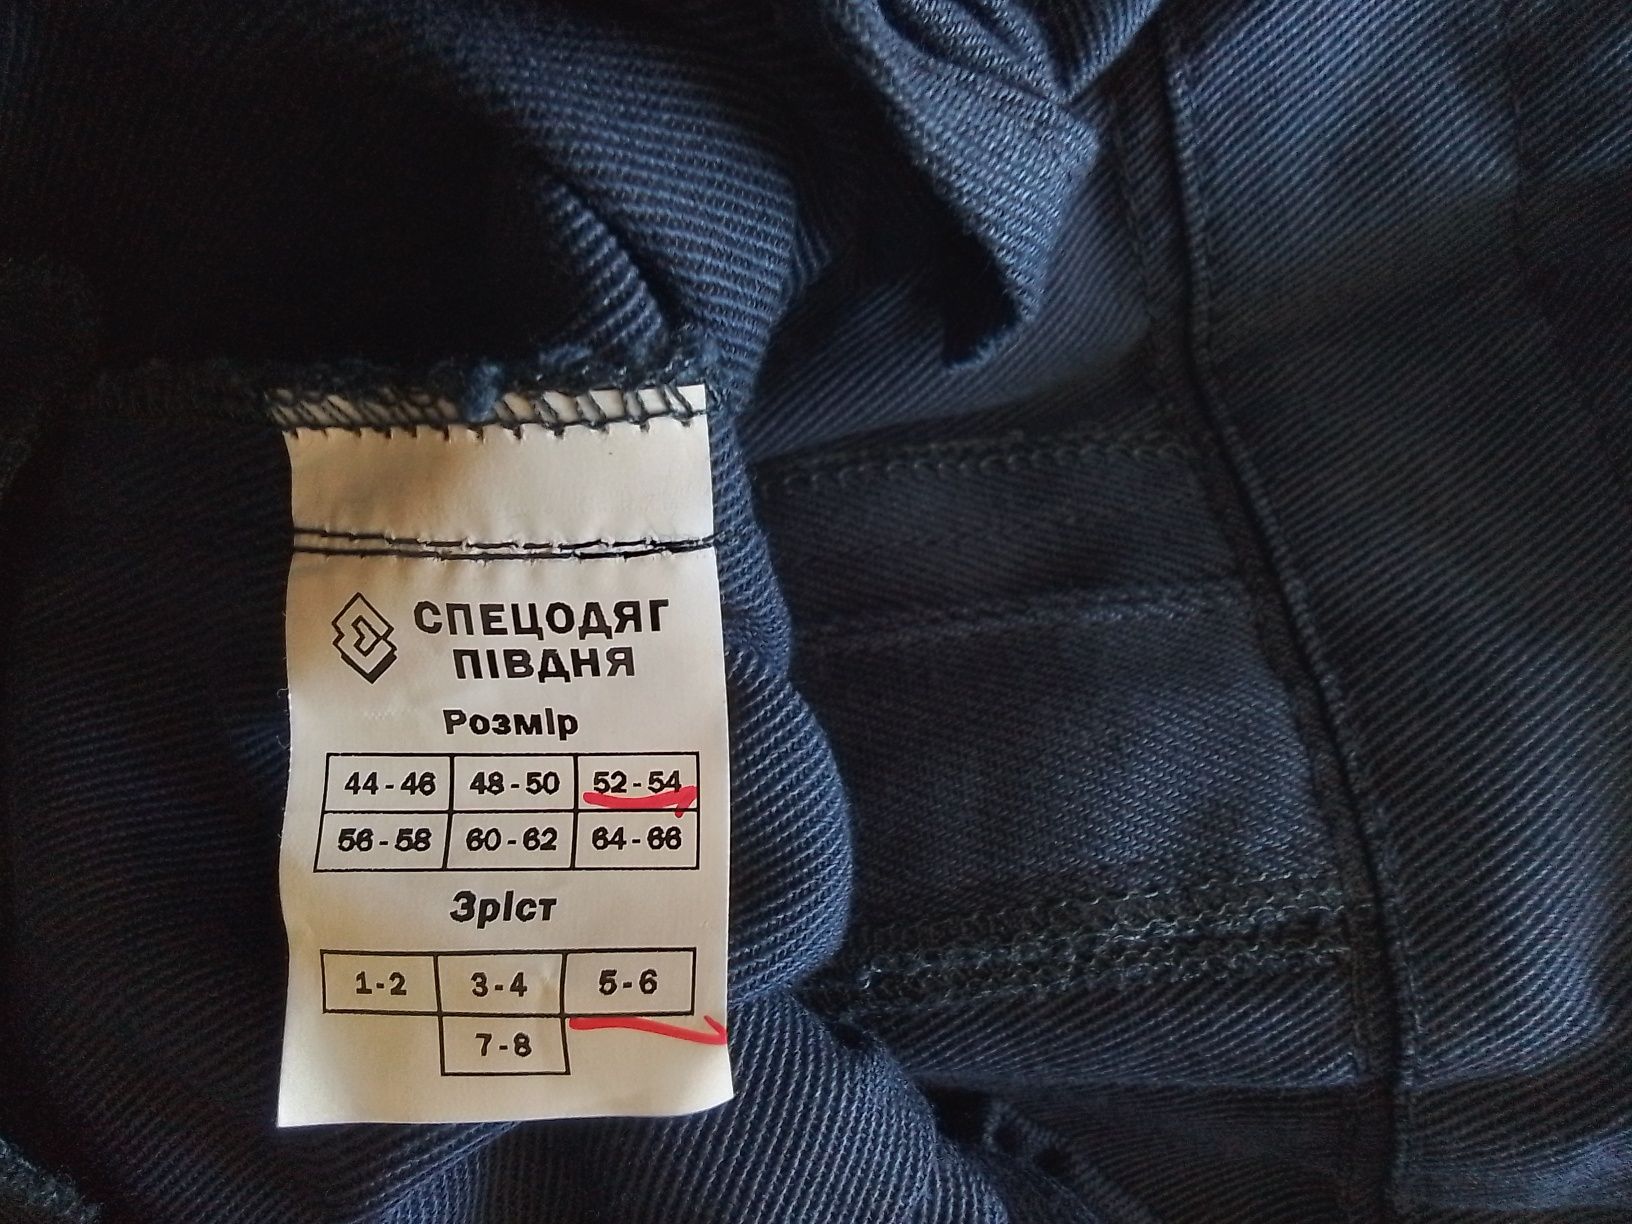 СПЕЦОДЯГ
ПІВДНЯ
Розмір
44-46 48-50 52-54
56-58 60-62 64-66
Зріст
1-2 3-4 5-6
7-8